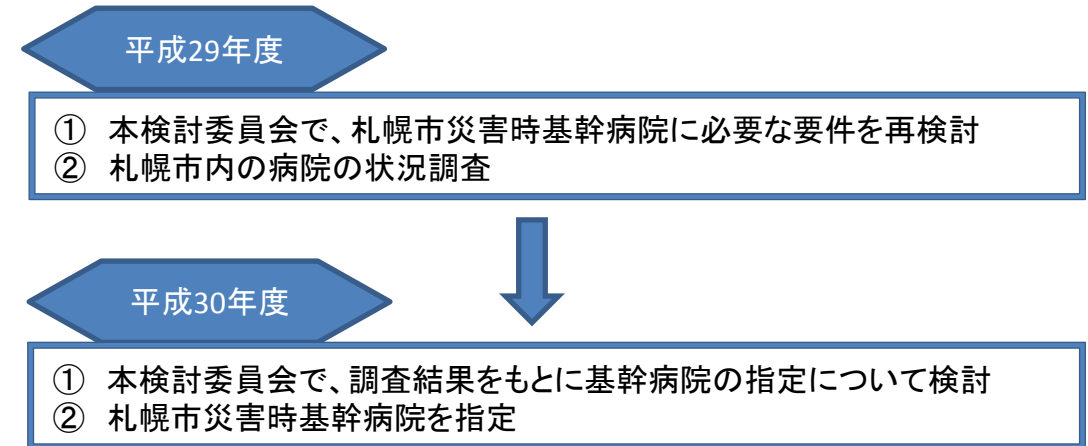 平成29年度
① 本検討委員会で、札幌市災害時基幹病院に必要な要件を再検討
② 札幌市内の病院の状況調査
平成30年度
① 本検討委員会で、調査結果をもとに基幹病院の指定について検討
② 札幌市災害時基幹病院を指定